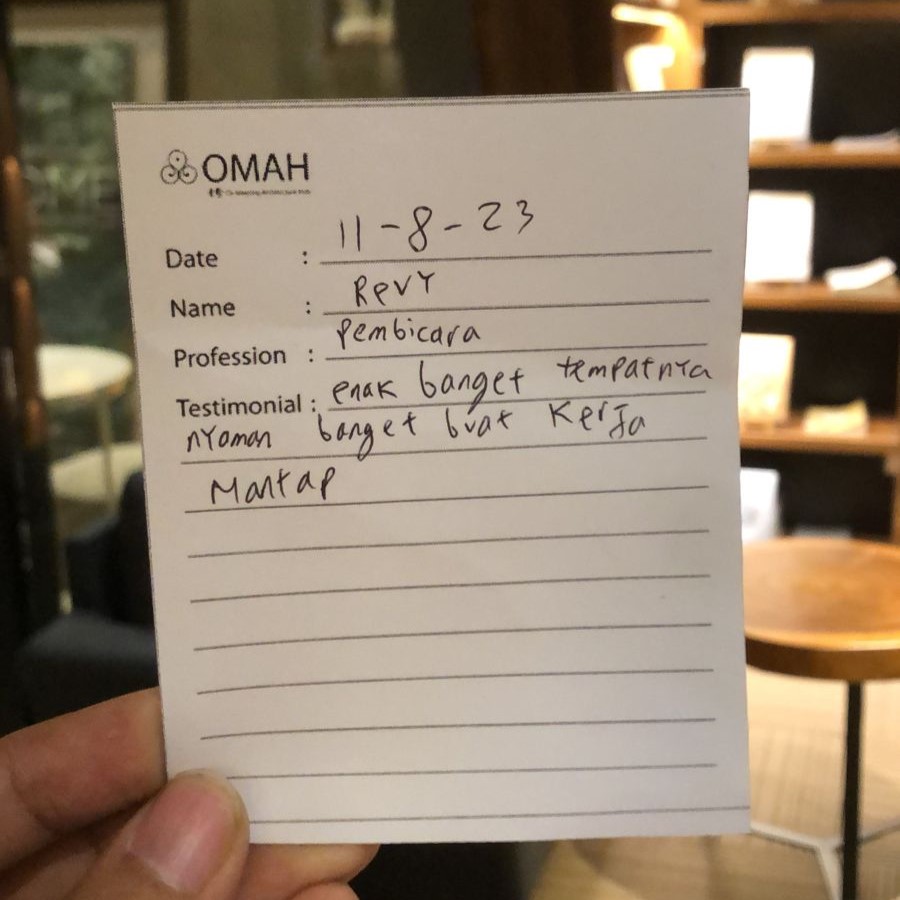 OMAH
Date : 11-8-23
Name : Revy
Profession : Pembicara
Testimonial : enak banget tempatnya
nyaman banget buat kerja
Mantap